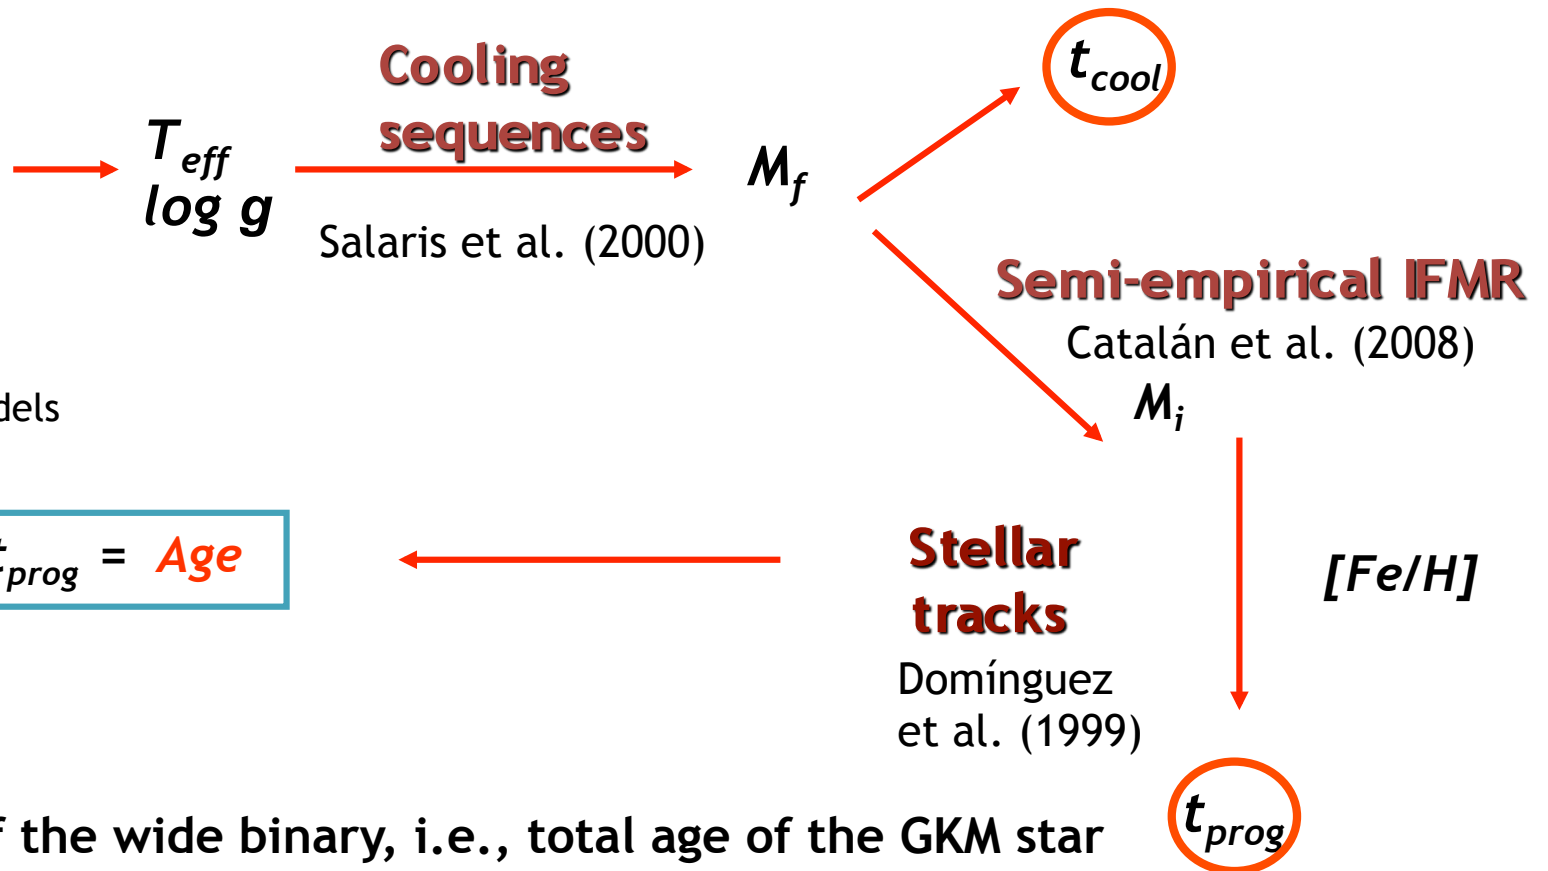 Cooling
sequences
t_cool
T_eff
log g
M_f
Salaris et al. (2000)
Semi-empirical IFMR
Catalán et al. (2008)
M_i
dels
t_prog = Age
Stellar
tracks
[Fe/H]
Domínguez
et al. (1999)
t_prog
f the wide binary, i.e., total age of the GKM star